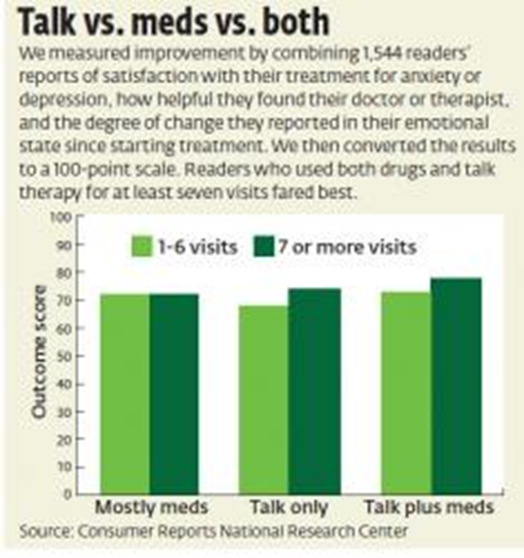 Talk vs. meds vs. both
We measured improvement by combining 1,544 readers'
reports of satisfaction with their treatment for anxiety or
depression, how helpful they found their doctor or therapist,
and the degree of change they reported in their emotional
state since starting treatment. We then converted the results
to a 100-point scale. Readers who used both drugs and talk
therapy for at least seven visits fared best.
100
90
80
70
60
50
40
30
20
10
0
Outcome score
1-6 visits 7 or more visits
Mostly meds Talk only Talk plus meds
Source: Consumer Reports National Research Center